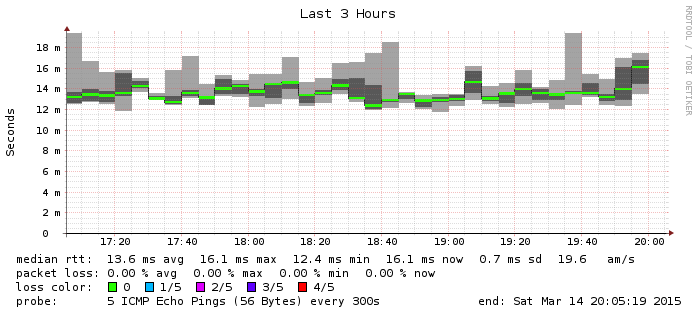 Last 3 Hours
RRDTOOL / TOBI OETIKER
Seconds
18 m
16 m
14 m
12 m
10 m
8 m
6 m
4 m
2 m
0
17:20 17:40 18:00 18:20 18:40 19:00 19:20 19:40 20:00
median rtt: 13.6 ms avg 16.1 ms max 12.4 ms min 16.1 ms now 0.7 ms sd 19.6 am/s
packet loss: 0.00 % avg 0.00 % max 0.00 % min 0.00 % now
loss color: 0 1/5 2/5 3/5 4/5
probe: 5 ICMP Echo Pings (56 Bytes) every 300s end: Sat Mar 14 20:05:19 2015